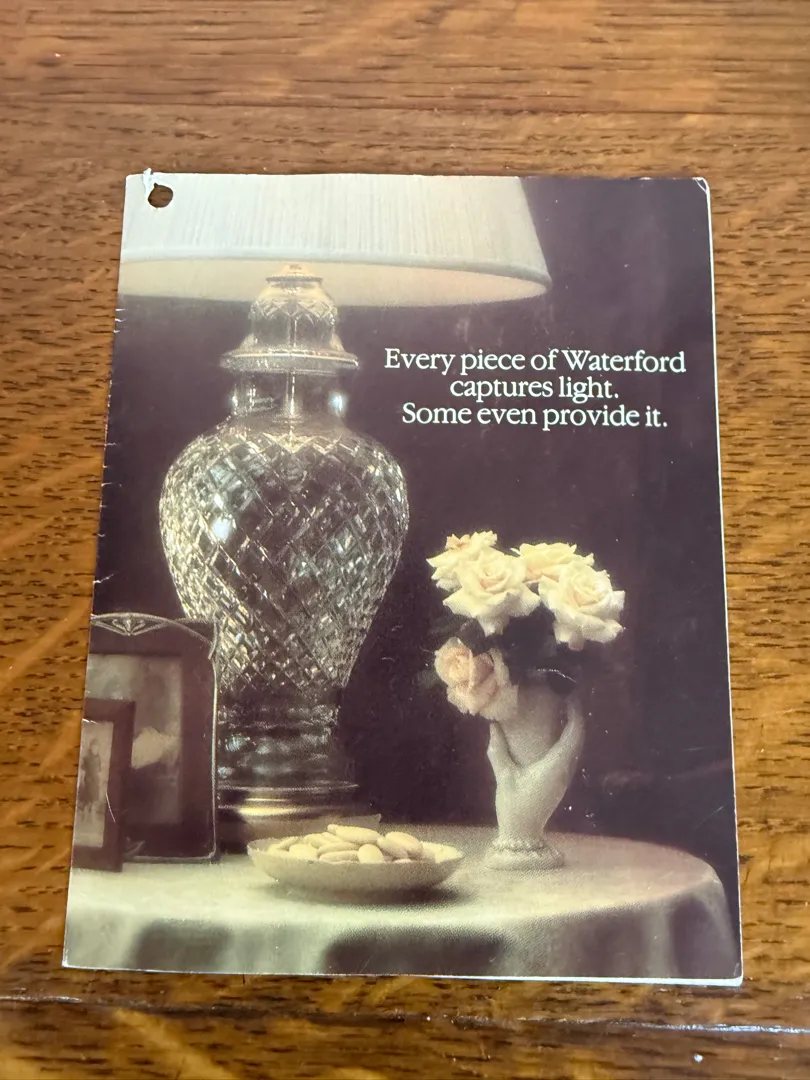 Every piece of Waterford
captures light.
Some even provide it.